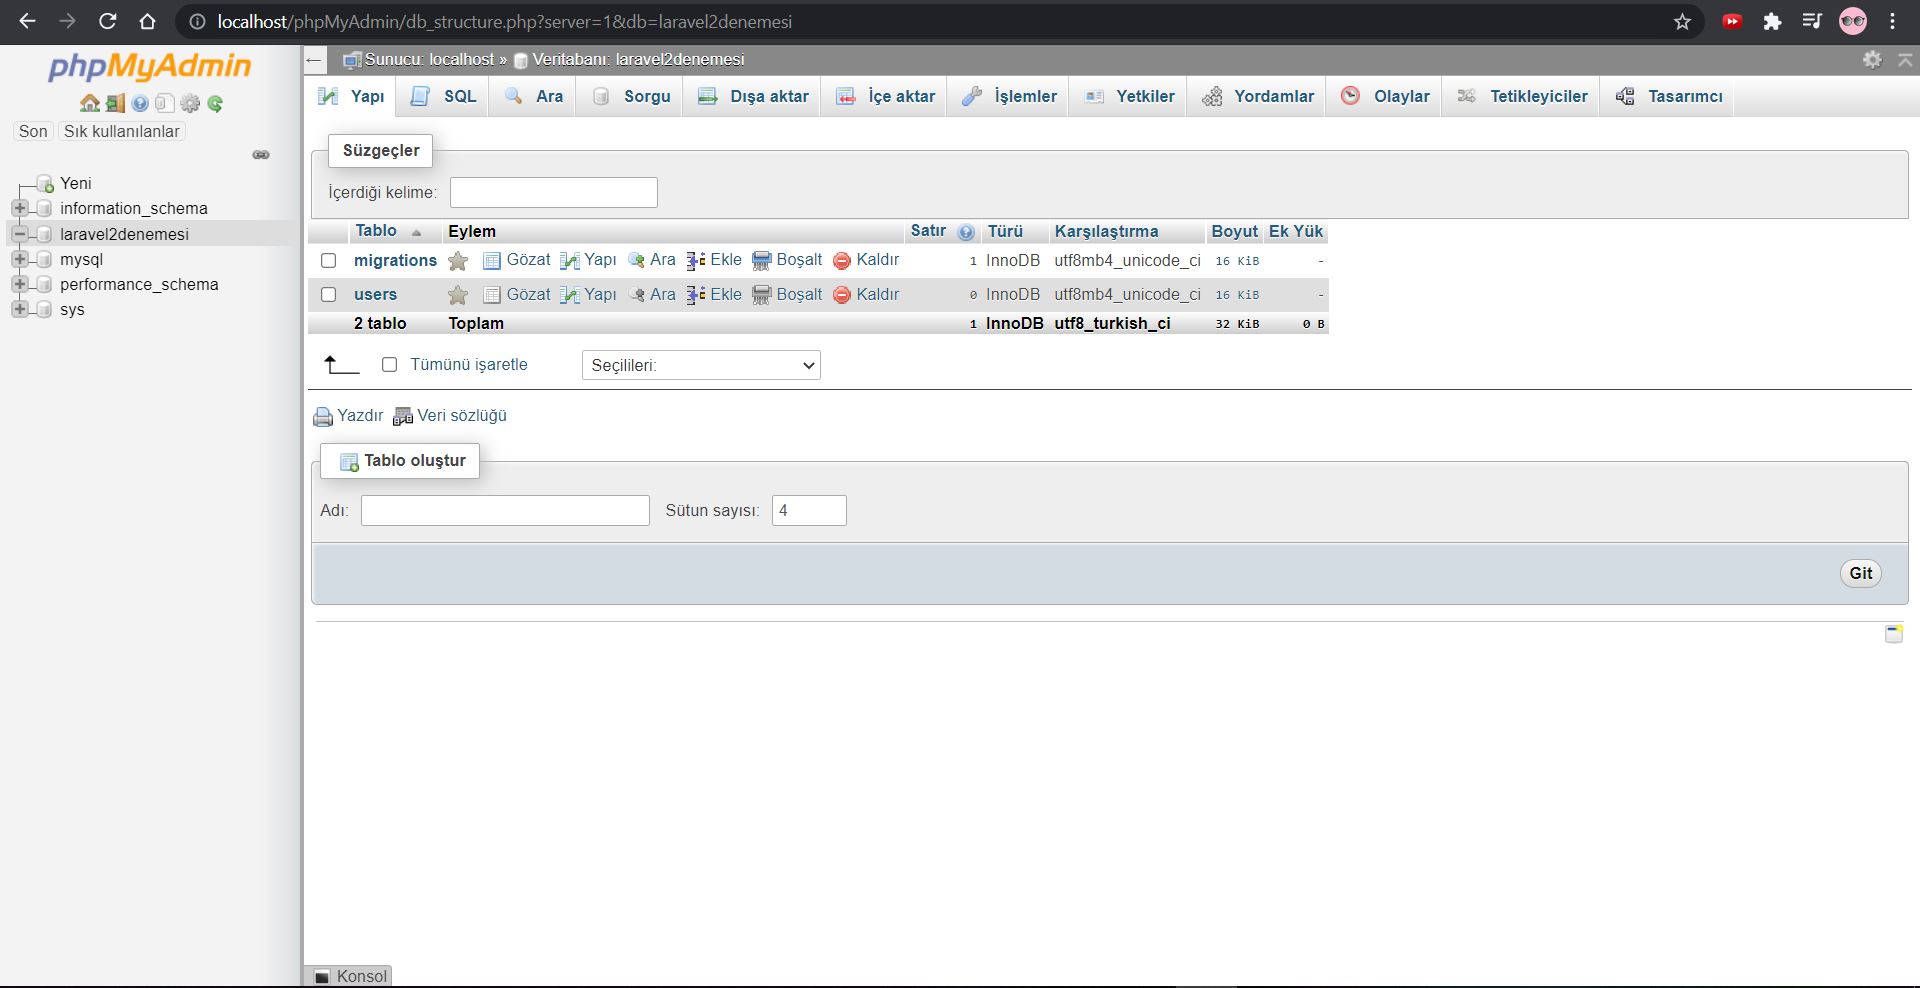 localhost/phpMyAdmin/db_structure.php?server=1&db=laravel2denemesi
phpMyAdmin
Son Sık kullanılanlar
Yeni
information_schema
laravel2denemesi
mysql
performance_schema
sys
Sunucu: localhost » Veritabanı: laravel2denemesi
Yapı SQL Ara Sorgu Dışa aktar İçe aktar İşlemler Yetkiler Yordamlar Olaylar Tetikleyiciler Tasarımcı
Süzgeçler
İçerdiği kelime:
Tablo Eylem Satır Türü Karşılaştırma Boyut Ek Yük
migrations Gözat Yapı Ara Ekle Boşalt Kaldır 1 InnoDB utf8mb4_unicode_ci 16 KiB -
users Gözat Yapı Ara Ekle Boşalt Kaldır 0 InnoDB utf8mb4_unicode_ci 16 KiB -
2 tablo Toplam 1 InnoDB utf8_turkish_ci 32 KiB 0 B
Tümünü işaretle Seçilileri:
Yazdır Veri sözlüğü
Tablo oluştur
Adı: Sütun sayısı: 4
Git
Konsol